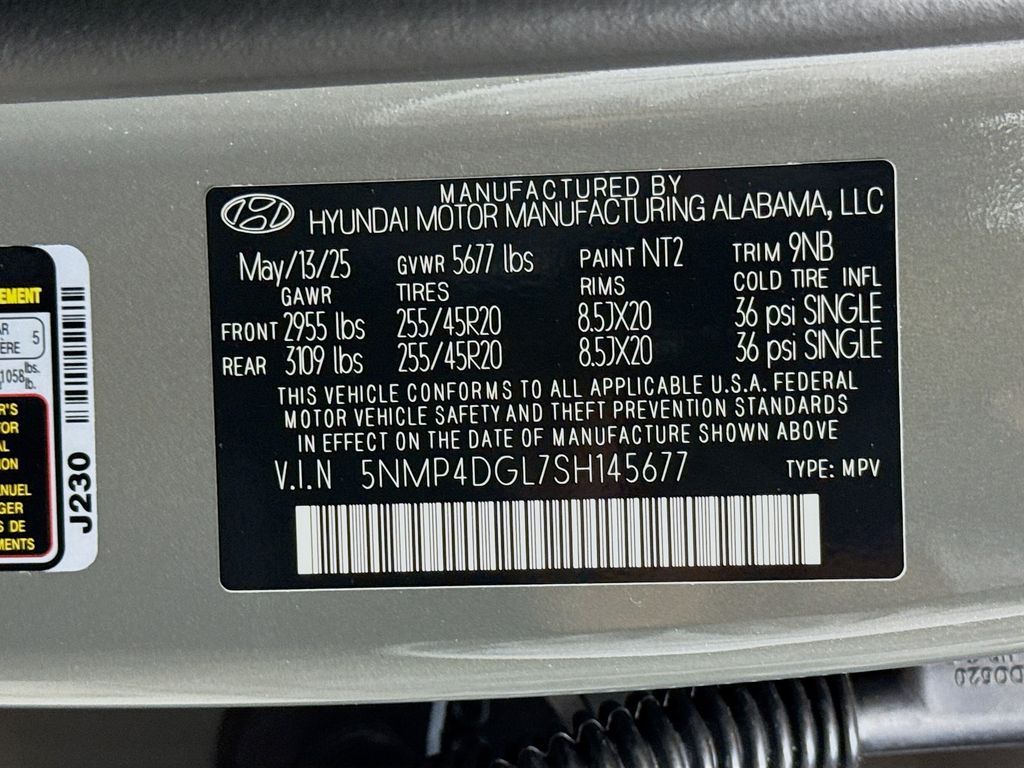 MANUFACTURED BY
HYUNDAI MOTOR MANUFACTURING ALABAMA, LLC
May/13/25 GVWR 5677 lbs PAINT NT2 TRIM 9NB
GAWR TIRES RIMS COLD TIRE INFL
FRONT 2955 lbs 255/45R20 8.5JX20 36 psi SINGLE
REAR 3109 lbs 255/45R20 8.5JX20 36 psi SINGLE
THIS VEHICLE CONFORMS TO ALL APPLICABLE U.S.A. FEDERAL
MOTOR VEHICLE SAFETY AND THEFT PREVENTION STANDARDS
IN EFFECT ON THE DATE OF MANUFACTURE SHOWN ABOVE
V.I.N 5NMP4DGL7SH145677 TYPE: MPV
5
1058 lbs.
lb.
J230